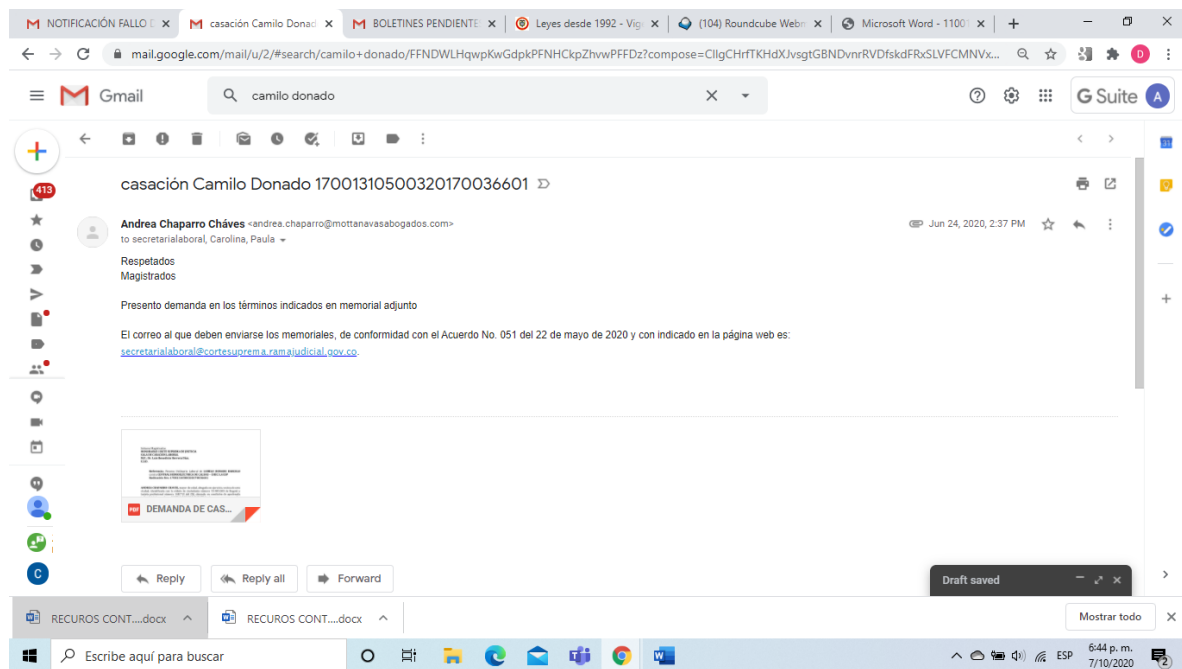 NOTIFICACIÓN FALLO D
casación Camilo Donad
BOLETINES PENDIENTE
Leyes desde 1992 - Vig
(104) Roundcube Webm
Microsoft Word - 11001
mail.google.com/mail/u/2/#search/camilo+donado/FFNDWLHqwpKwGdpkPFNHCkpZhvwPFFDz?compose=CllgCHrfTKHdXJvsgtGBNDvnrRVDfskdFRxSLVFCMNVx...
D
Gmail
camilo donado
G Suite
A
413
31
casación Camilo Donado 17001310500320170036601
Andrea Chaparro Cháves <andrea.chaparro@mottanavasabogados.com>
Jun 24, 2020, 2:37 PM
to secretarialaboral, Carolina, Paula
Respetados
Magistrados
Presento demanda en los términos indicados en memorial adjunto
El correo al que deben enviarse los memoriales, de conformidad con el Acuerdo No. 051 del 22 de mayo de 2020 y con indicado en la página web es:
secretarialaboral@cortesuprema.ramajudicial.gov.co.
PDF
DEMANDA DE CAS...
C
Reply
Reply all
Forward
Draft saved
RECUROS CONT....docx
RECUROS CONT....docx
Mostrar todo
Escribe aquí para buscar
ESP
6:44 p. m.
7/10/2020
2